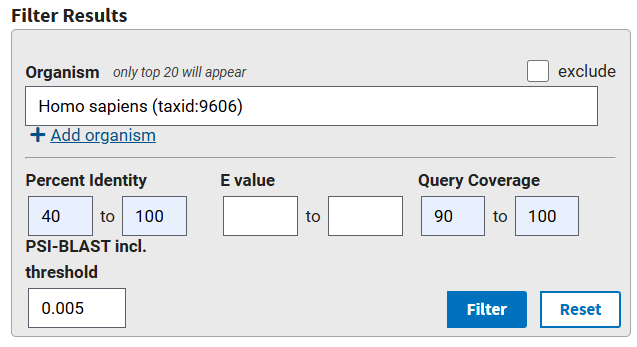 Filter Results
Organism only top 20 will appear exclude
Homo sapiens (taxid:9606)
+ Add organism
Percent Identity E value Query Coverage
40 to 100 to 90 to 100
PSI-BLAST incl.
threshold
0.005 Filter Reset